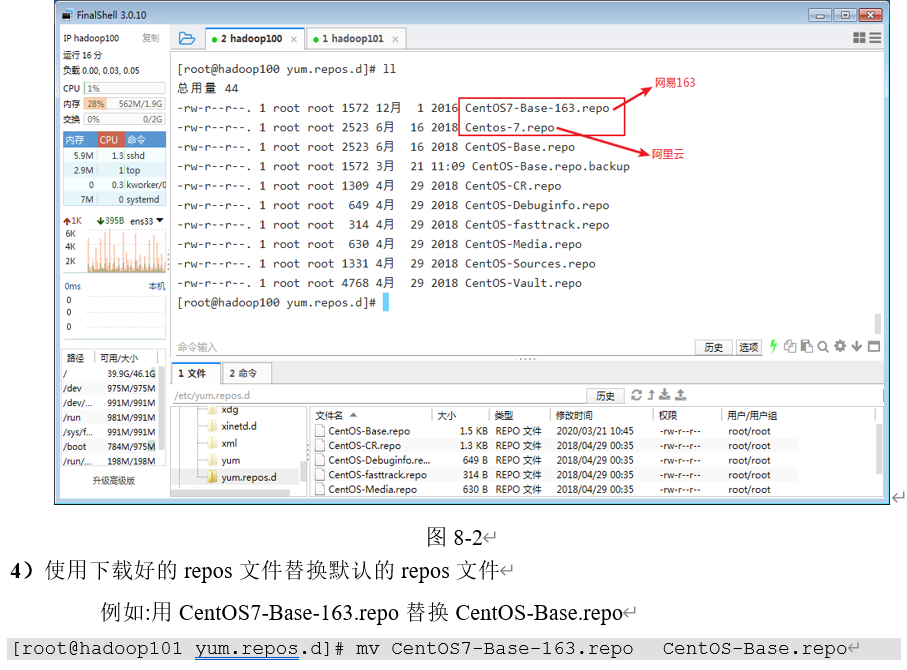 FinalShell 3.0.10
IP hadoop100 复制
运行 16 分
负载 0.00, 0.03, 0.05
CPU 1%
内存 28% 562M/1.9G
交换 0% 0/2G
内存 CPU 命令
5.9M 1.3 sshd
2.9M 1 top
0 0.3 kworker/0
7M 0 systemd
1K 395B ens33
6K
4K
2K
0ms 本机
0
0
0
路径 可用/大小
/ 39.9G/46.1G
/dev 975M/975M
/dev/... 991M/991M
/run 981M/991M
/sys/f... 991M/991M
/boot 784M/975M
/run/... 198M/198M
升级高级版
2 hadoop100 × 1 hadoop101 ×
[root@hadoop100 yum.repos.d]# ll
总用量 44
-rw-r--r--. 1 root root 1572 12月 1 2016 CentOS7-Base-163.repo
-rw-r--r--. 1 root root 2523 6月 16 2018 Centos-7.repo
-rw-r--r--. 1 root root 2523 6月 16 2018 CentOS-Base.repo
-rw-r--r--. 1 root root 1572 3月 21 11:09 CentOS-Base.repo.backup
-rw-r--r--. 1 root root 1309 4月 29 2018 CentOS-CR.repo
-rw-r--r--. 1 root root 649 4月 29 2018 CentOS-Debuginfo.repo
-rw-r--r--. 1 root root 314 4月 29 2018 CentOS-fasttrack.repo
-rw-r--r--. 1 root root 630 4月 29 2018 CentOS-Media.repo
-rw-r--r--. 1 root root 1331 4月 29 2018 CentOS-Sources.repo
-rw-r--r--. 1 root root 4768 4月 29 2018 CentOS-Vault.repo
[root@hadoop100 yum.repos.d]#
网易163
阿里云
命令输入 历史 选项
1 文件 2 命令
/etc/yum.repos.d 历史
xdg
xinetd.d
xml
yum
yum.repos.d
文件名 大小 类型 修改时间 权限 用户/用户组
CentOS-Base.repo 1.5 KB REPO 文件 2020/03/21 10:45 -rw-r--r-- root/root
CentOS-CR.repo 1.3 KB REPO 文件 2018/04/29 00:35 -rw-r--r-- root/root
CentOS-Debuginfo.re... 649 B REPO 文件 2018/04/29 00:35 -rw-r--r-- root/root
CentOS-fasttrack.repo 314 B REPO 文件 2018/04/29 00:35 -rw-r--r-- root/root
CentOS-Media.repo 630 B REPO 文件 2018/04/29 00:35 -rw-r--r-- root/root
图 8-2
4）使用下载好的 repos 文件替换默认的 repos 文件
例如:用 CentOS7-Base-163.repo 替换 CentOS-Base.repo
[root@hadoop101 yum.repos.d]# mv CentOS7-Base-163.repo CentOS-Base.repo